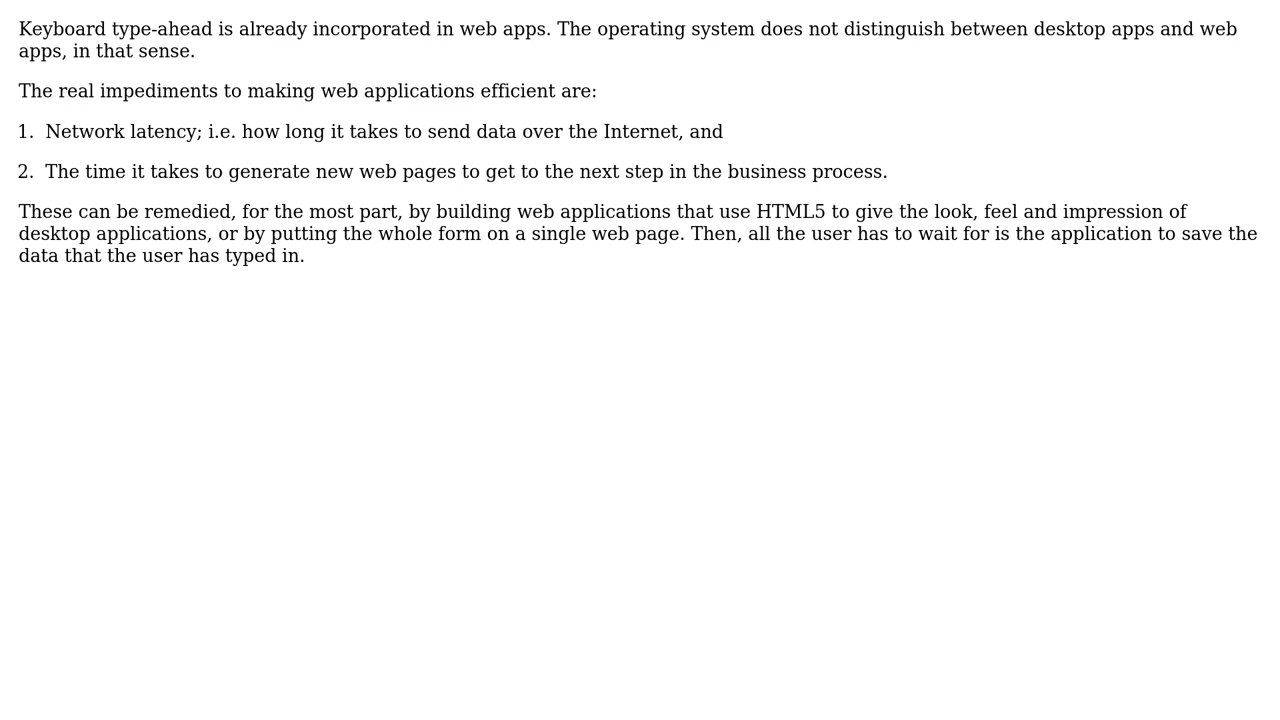 Keyboard type-ahead is already incorporated in web apps. The operating system does not distinguish between desktop apps and web
apps, in that sense.
The real impediments to making web applications efficient are:
1. Network latency; i.e. how long it takes to send data over the Internet, and
2. The time it takes to generate new web pages to get to the next step in the business process.
These can be remedied, for the most part, by building web applications that use HTML5 to give the look, feel and impression of
desktop applications, or by putting the whole form on a single web page. Then, all the user has to wait for is the application to save the
data that the user has typed in.